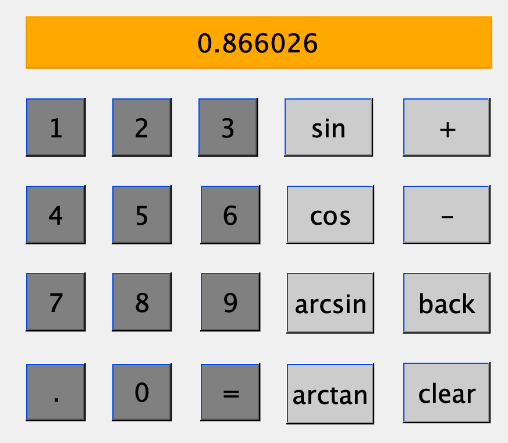 0.866026
1 2 3 sin +
4 5 6 cos -
7 8 9 arcsin back
. 0 = arctan clear